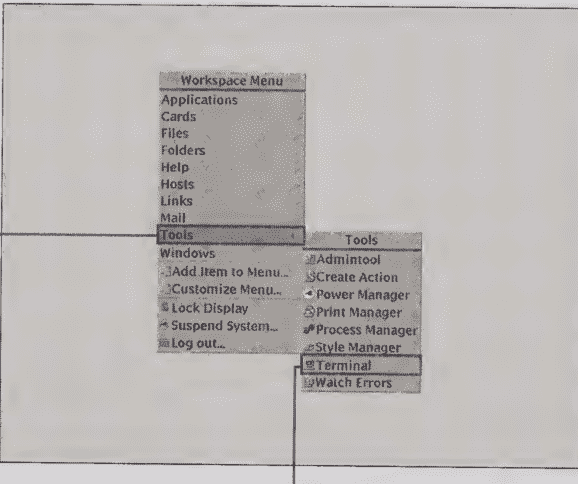 Workspace Menu
Applications
Cards
Files
Folders
Help
Hosts
Links
Mail
Tools
Windows
Add Item to Menu...
Customize Menu...
Lock Display
Suspend System...
Log out...
Tools
Admintool
Create Action
Power Manager
Print Manager
Process Manager
Style Manager
Terminal
Watch Errors